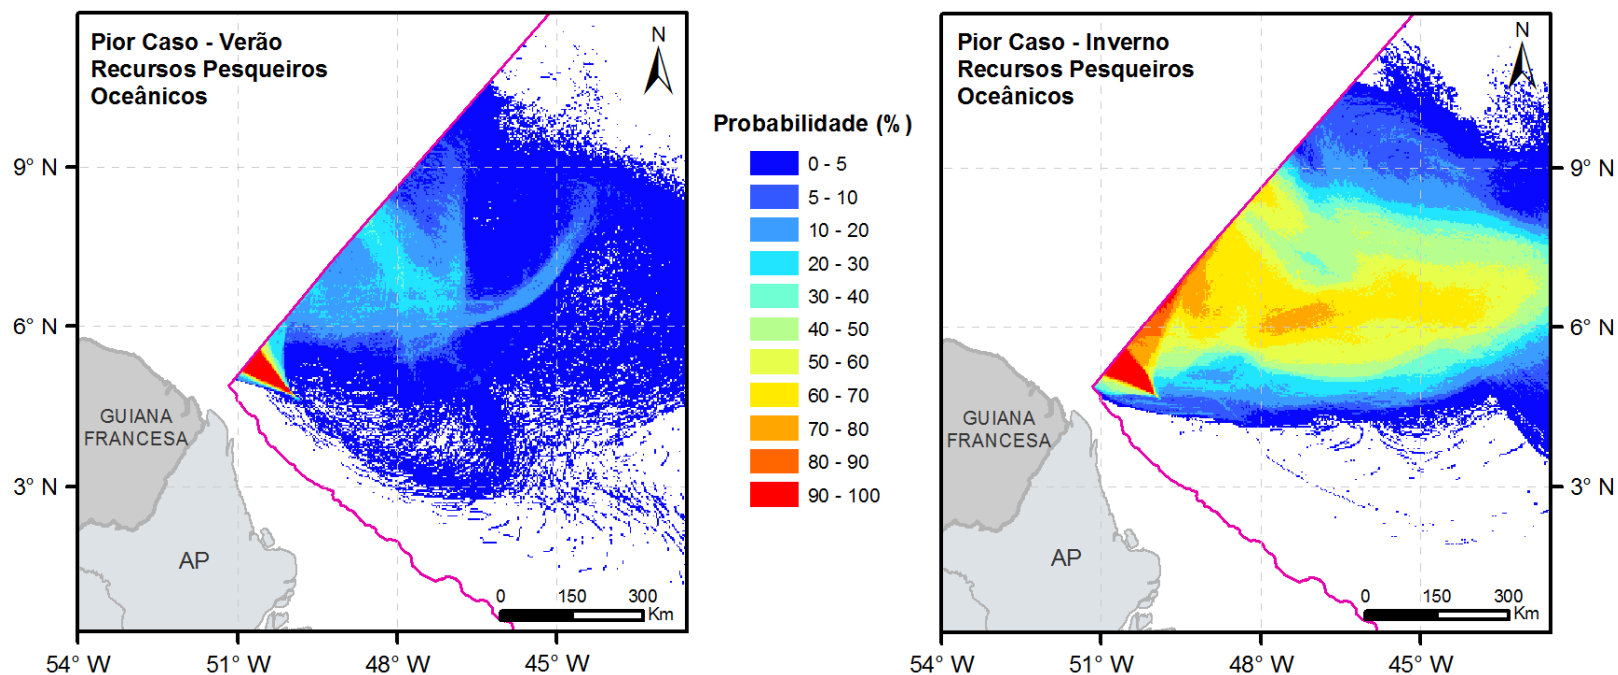 Pior Caso - Verão
Recursos Pesqueiros
Oceânicos
N
9° N
6° N
3° N
GUIANA
FRANCESA
AP
0 150 300
Km
54° W 51° W 48° W 45° W
Probabilidade (%)
0 - 5
5 - 10
10 - 20
20 - 30
30 - 40
40 - 50
50 - 60
60 - 70
70 - 80
80 - 90
90 - 100
Pior Caso - Inverno
Recursos Pesqueiros
Oceânicos
N
9° N
6° N
3° N
GUIANA
FRANCESA
AP
0 150 300
Km
54° W 51° W 48° W 45° W